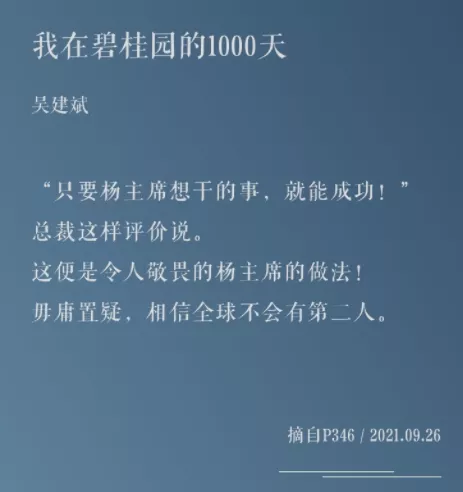 我在碧桂园的1000天
吴建斌
“只要杨主席想干的事，就能成功！”
总裁这样评价说。
这便是令人敬畏的杨主席的做法！
毋庸置疑，相信全球不会有第二人。
摘自P346 / 2021.09.26